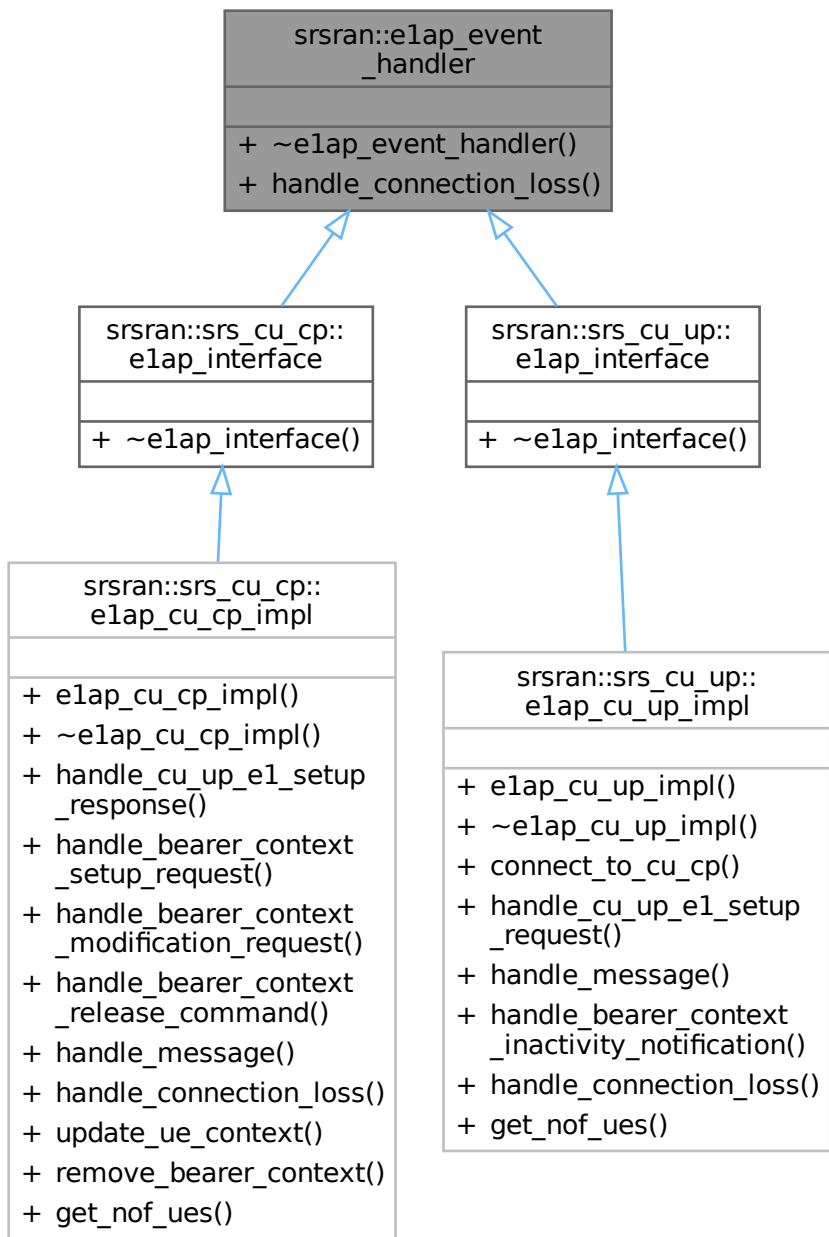 srsran::e1ap_event
_handler
+ ~e1ap_event_handler()
+ handle_connection_loss()
srsran::srs_cu_cp::
e1ap_interface
+ ~e1ap_interface()
srsran::srs_cu_up::
e1ap_interface
+ ~e1ap_interface()
srsran::srs_cu_cp::
e1ap_cu_cp_impl
+ e1ap_cu_cp_impl()
+ ~e1ap_cu_cp_impl()
+ handle_cu_up_e1_setup
_response()
+ handle_bearer_context
_setup_request()
+ handle_bearer_context
_modification_request()
+ handle_bearer_context
_release_command()
+ handle_message()
+ handle_connection_loss()
+ update_ue_context()
+ remove_bearer_context()
+ get_nof_ues()
srsran::srs_cu_up::
e1ap_cu_up_impl
+ e1ap_cu_up_impl()
+ ~e1ap_cu_up_impl()
+ connect_to_cu_cp()
+ handle_cu_up_e1_setup
_request()
+ handle_message()
+ handle_bearer_context
_inactivity_notification()
+ handle_connection_loss()
+ get_nof_ues()